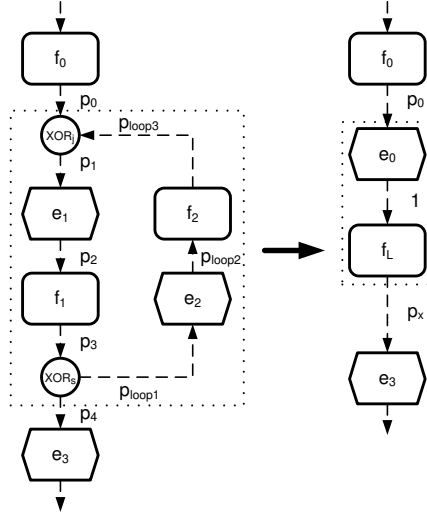 f0
f0
p0
p0
XORj
ploop3
p1
e0
e1
f2
1
p2
ploop2
fL
f1
e2
p3
px
XORs
ploop1
p4
e3
e3